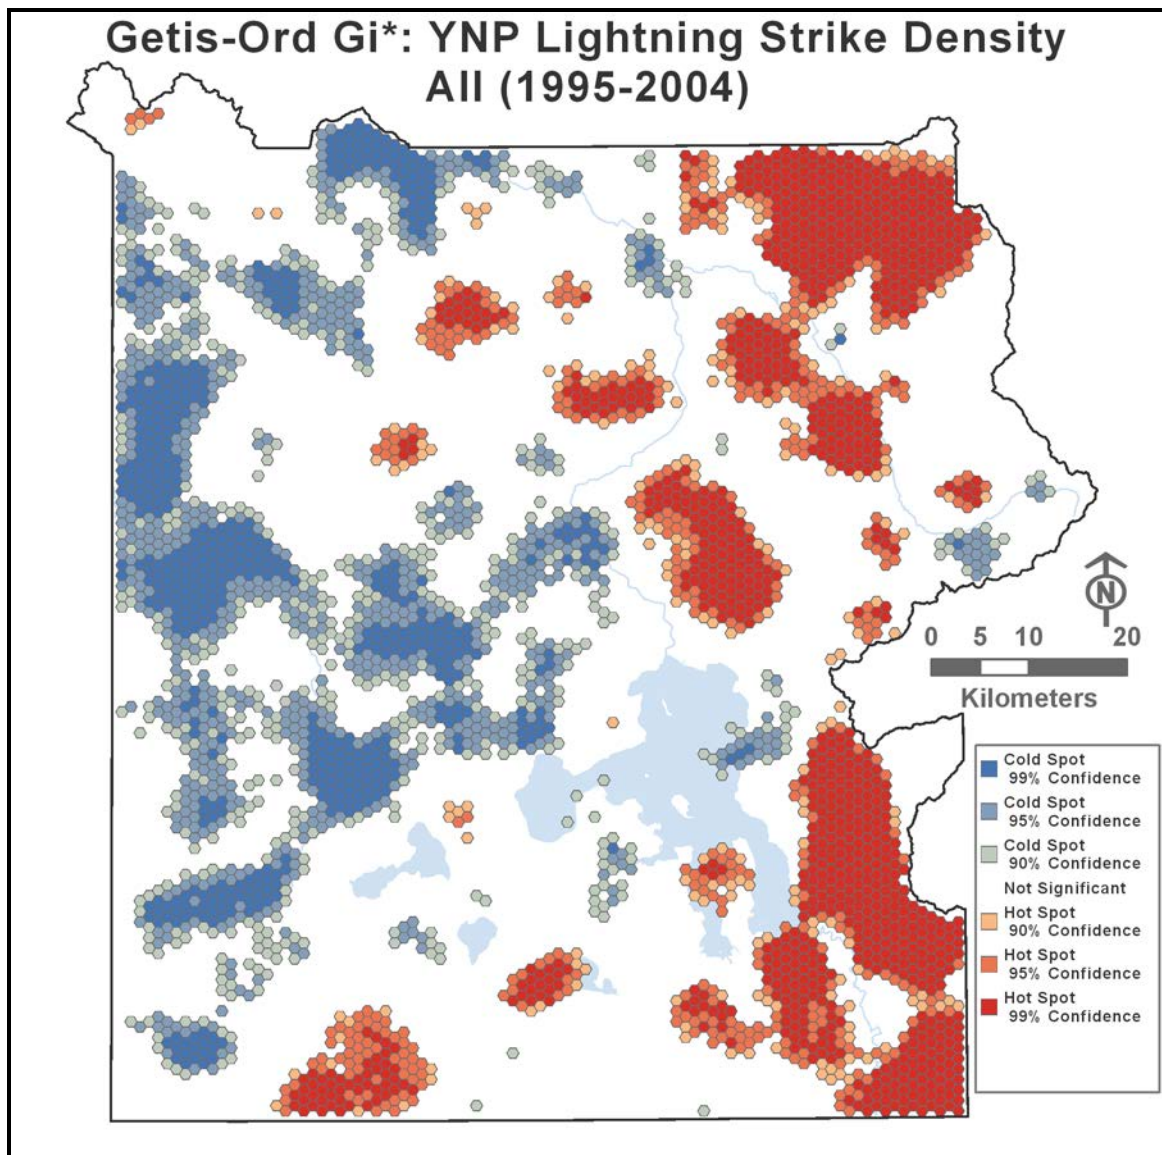 Getis-Ord Gi*: YNP Lightning Strike Density
All (1995-2004)
N
0 5 10 20
Kilometers
Cold Spot
99% Confidence
Cold Spot
95% Confidence
Cold Spot
90% Confidence
Not Significant
Hot Spot
90% Confidence
Hot Spot
95% Confidence
Hot Spot
99% Confidence